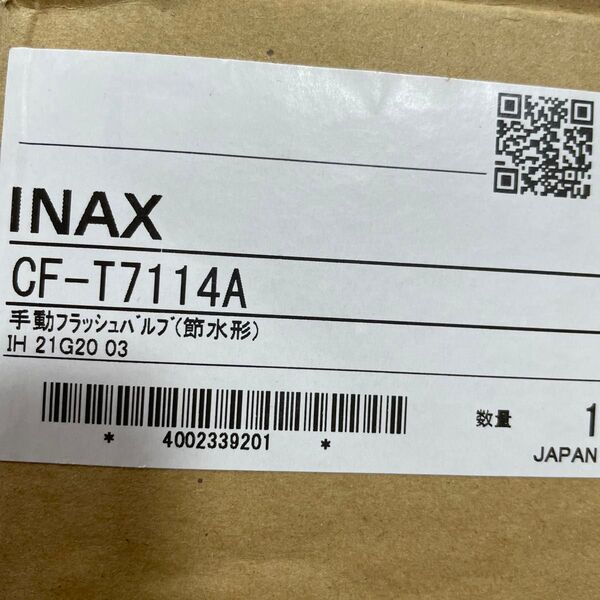 INAX
CF-T7114A
手動フラッシュバルブ(節水形)
IH 21G20 03
* 4002339201 *
数量 1
JAPAN